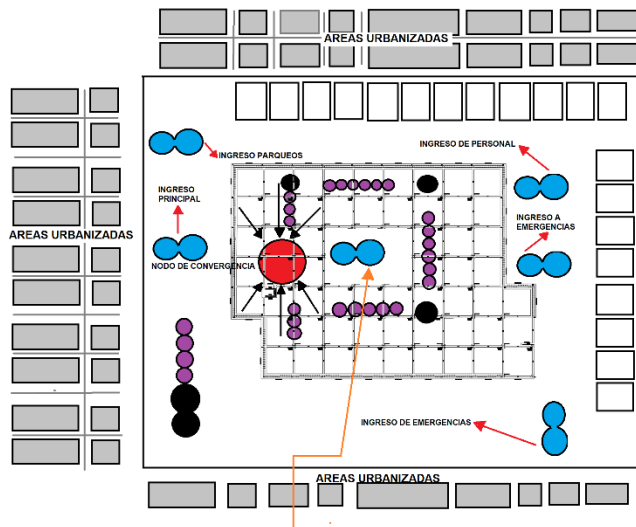 AREAS URBANIZADAS
INGRESO PARQUEOS
INGRESO DE PERSONAL
INGRESO
PRINCIPAL
INGRESO A
EMERGENCIAS
AREAS URBANIZADAS
NODO DE CONVERGENCIA
INGRESO DE EMERGENCIAS
AREAS URBANIZADAS